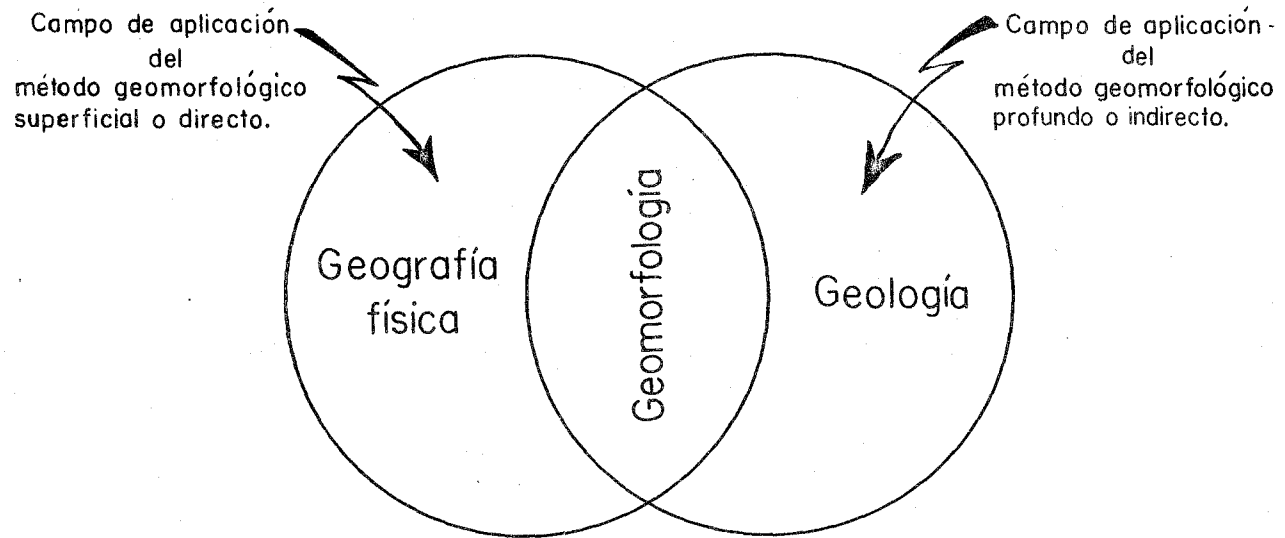 Campo de aplicación
del
método geomorfológico
superficial o directo.
Campo de aplicación -
del
método geomorfológico
profundo o indirecto.
Geografía
física
Geomorfología
Geología